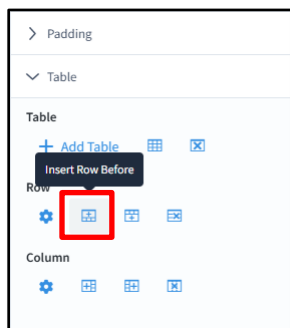 Padding
Table
Table
Add Table
Insert Row Before
Row
Column